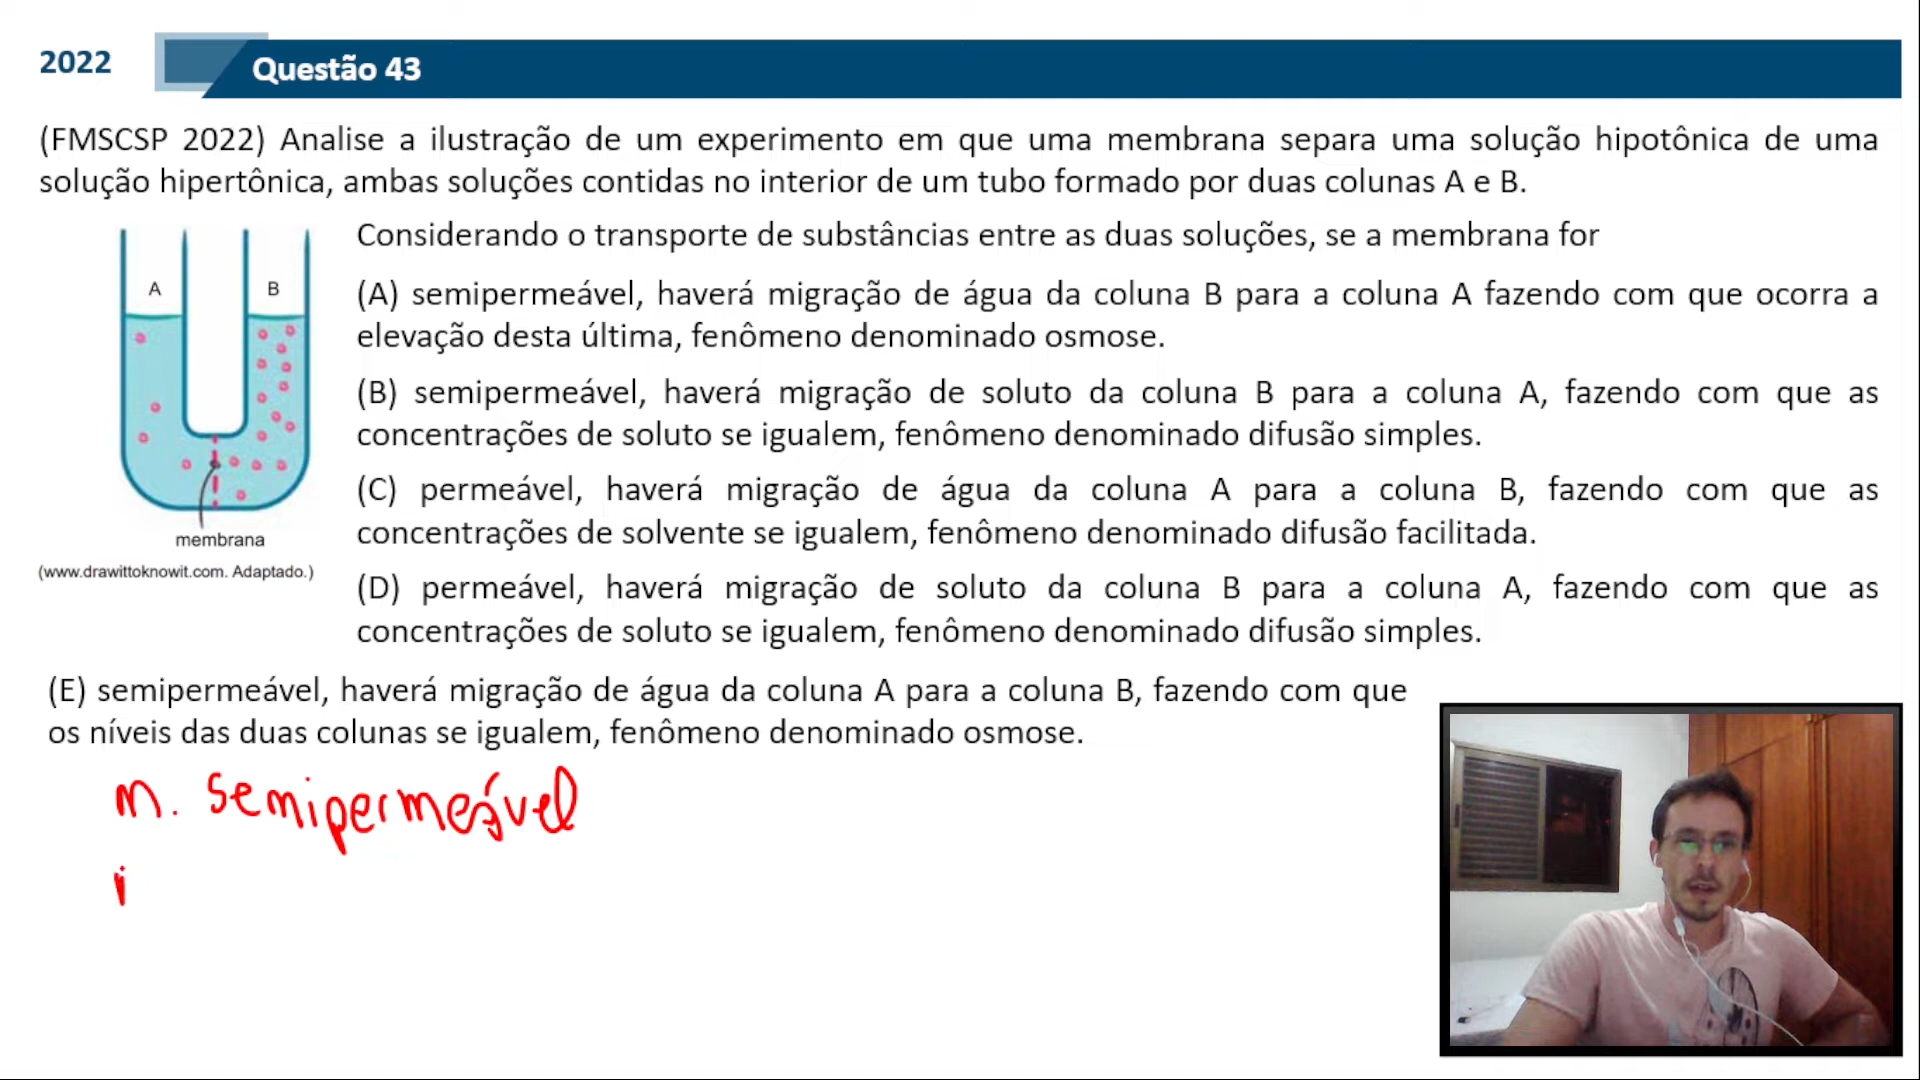 2022
Questão 43
(FMSCSP 2022) Analise a ilustração de um experimento em que uma membrana separa uma solução hipotônica de uma
solução hipertônica, ambas soluções contidas no interior de um tubo formado por duas colunas A e B.
A
B
membrana
(www.drawittoknowit.com. Adaptado.)
Considerando o transporte de substâncias entre as duas soluções, se a membrana for
(A) semipermeável, haverá migração de água da coluna B para a coluna A fazendo com que ocorra a
elevação desta última, fenômeno denominado osmose.
(B) semipermeável, haverá migração de soluto da coluna B para a coluna A, fazendo com que as
concentrações de soluto se igualem, fenômeno denominado difusão simples.
(C) permeável, haverá migração de água da coluna A para a coluna B, fazendo com que as
concentrações de solvente se igualem, fenômeno denominado difusão facilitada.
(D) permeável, haverá migração de soluto da coluna B para a coluna A, fazendo com que as
concentrações de soluto se igualem, fenômeno denominado difusão simples.
(E) semipermeável, haverá migração de água da coluna A para a coluna B, fazendo com que
os níveis das duas colunas se igualem, fenômeno denominado osmose.
m. semipermeável